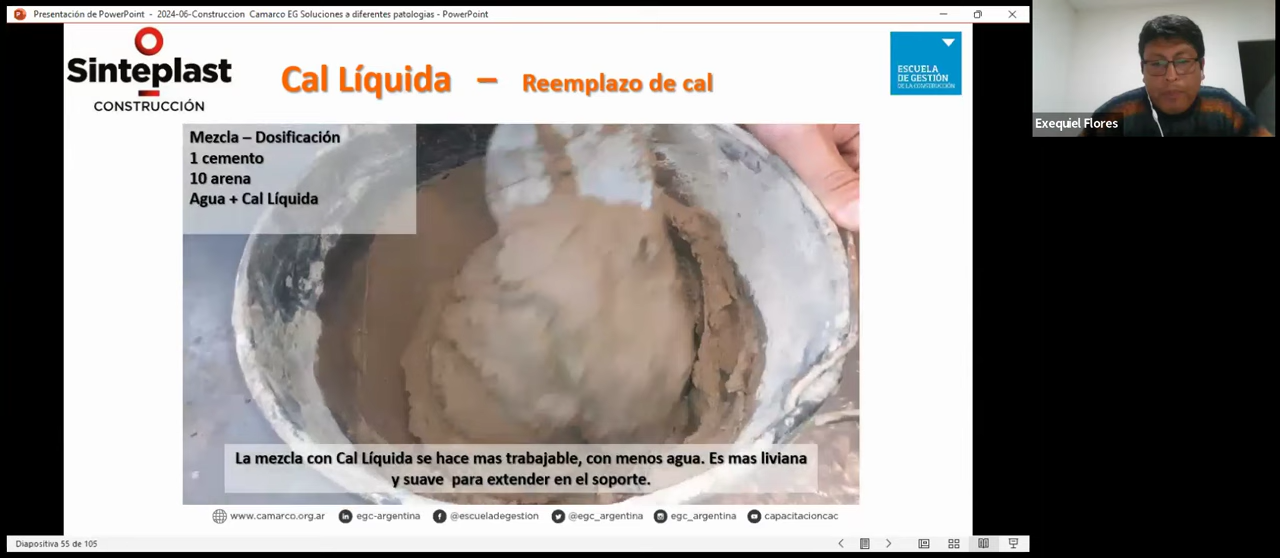 Presentación de PowerPoint - 2024-06-Construccion Camarco EG Soluciones a diferentes patologias - PowerPoint
Sinteplast
CONSTRUCCIÓN
Cal Líquida – Reemplazo de cal
ESCUELA
DE GESTIÓN
DE LA CONSTRUCCIÓN
Exequiel Flores
Mezcla – Dosificación
1 cemento
10 arena
Agua + Cal Líquida
La mezcla con Cal Líquida se hace mas trabajable, con menos agua. Es mas liviana
y suave para extender en el soporte.
www.camarco.org.ar egc-argentina @escueladegestion @egc_argentina egc_argentina capacitacioncac
Diapositiva 55 de 105